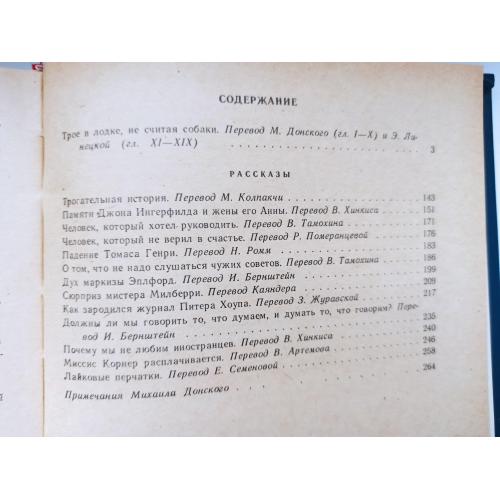 СОДЕРЖАНИЕ
Трое в лодке, не считая собаки. Перевод М. Донского (гл. I—X) и Э. Ли-
нецкой (гл. XI—XIX) . . . . . . . . . . . 3
РАССКАЗЫ
Трогательная история. Перевод М. Колпакчи . . . . . . 143
Памяти Джона Ингерфилда и жены его Анны. Перевод В. Хинкиса . 151
Человек, который хотел руководить. Перевод В. Тамохина . . . 171
Человек, который не верил в счастье. Перевод Р. Померанцевой . 176
Падение Томаса Генри. Перевод Н. Ромм . . . . . . 183
О том, что не надо слушаться чужих советов. Перевод В. Тамохина . 186
Дух маркизы Эплфорд. Перевод И. Бернштейн . . . . 199
Сюрприз мистера Милберри. Перевод Каяндера . . . . 209
Как зародился журнал Питера Хоупа. Перевод З. Журавской . . 217
Должны ли мы говорить то, что думаем, и думать то, что говорим? Пере-
вод И. Бернштейн . . . . . . . . . . 235
Почему мы не любим иностранцев. Перевод В. Хинкиса . . . 240
Миссис Корнер расплачивается. Перевод В. Артемова . . . 246
Лайковые перчатки. Перевод Е. Семеновой . . . . . 258
Примечания Михаила Донского . . . . . . . . 264